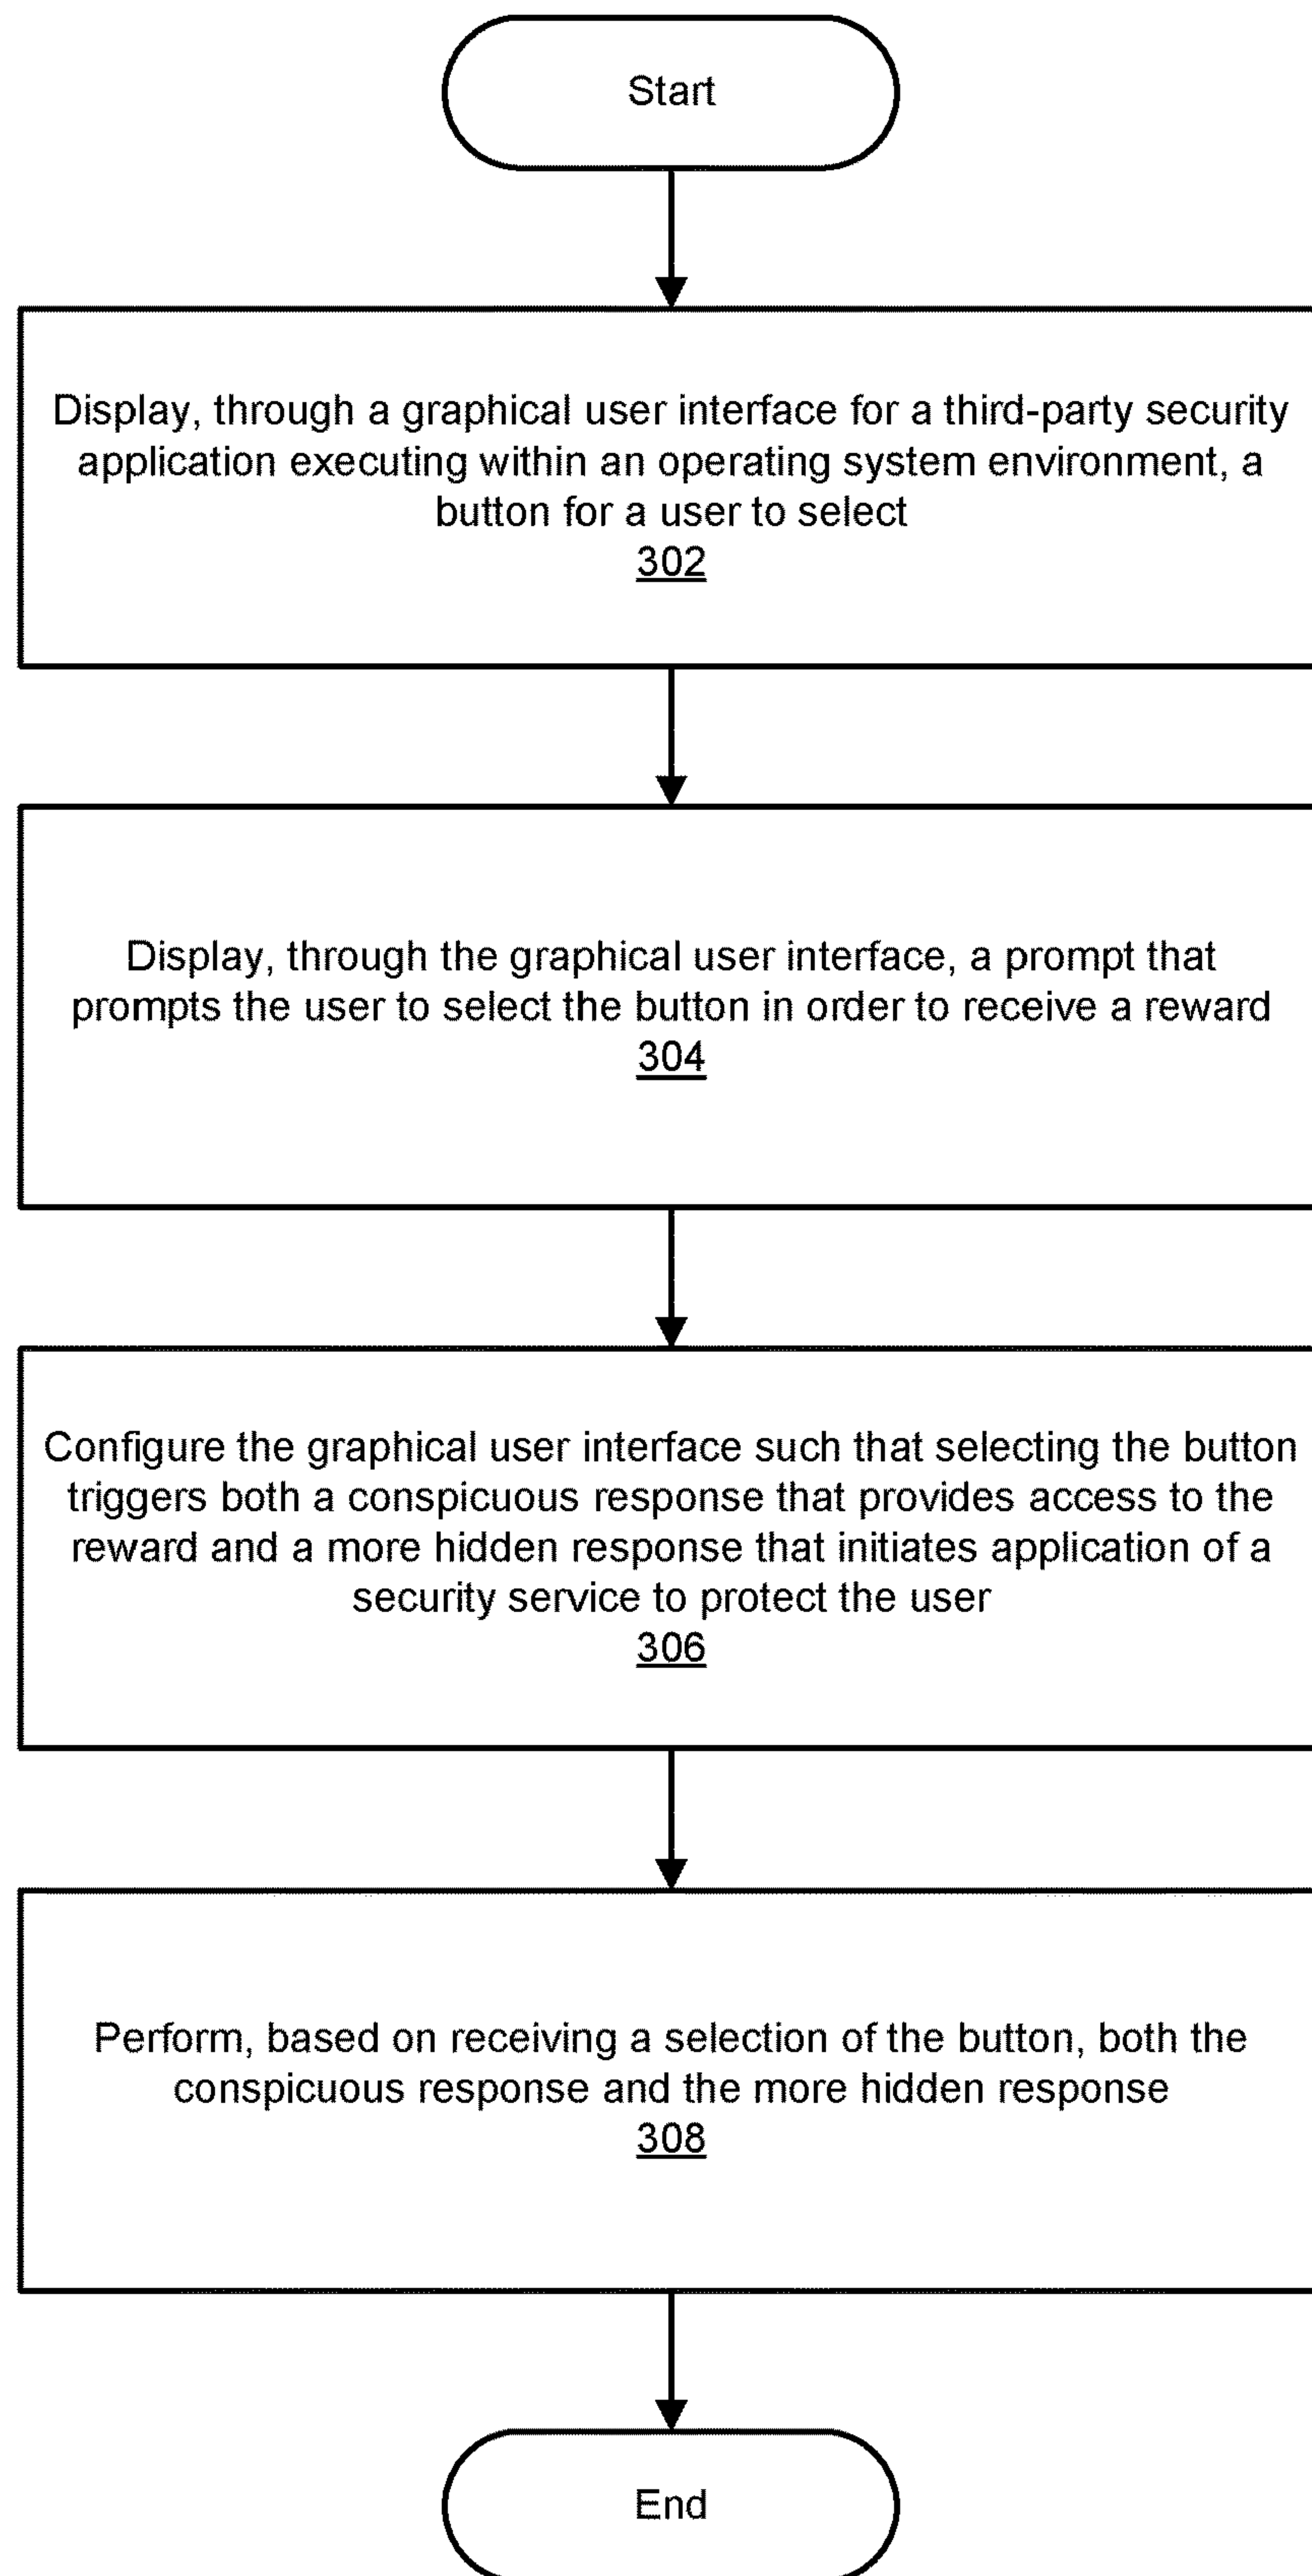 Start
Display, through a graphical user interface for a third-party security
application executing within an operating system environment, a
button for a user to select
302
Display, through the graphical user interface, a prompt that
prompts the user to select the button in order to receive a reward
304
Configure the graphical user interface such that selecting the button
triggers both a conspicuous response that provides access to the
reward and a more hidden response that initiates application of a
security service to protect the user
306
Perform, based on receiving a selection of the button, both the
conspicuous response and the more hidden response
308
End